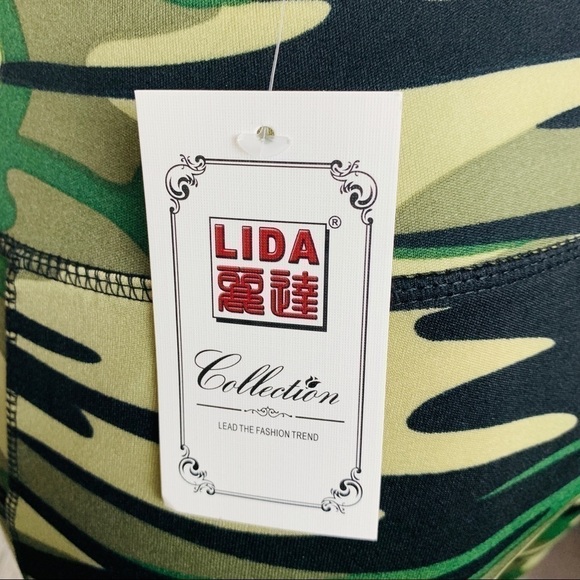 LIDA®
麗達
Collection
LEAD THE FASHION TREND